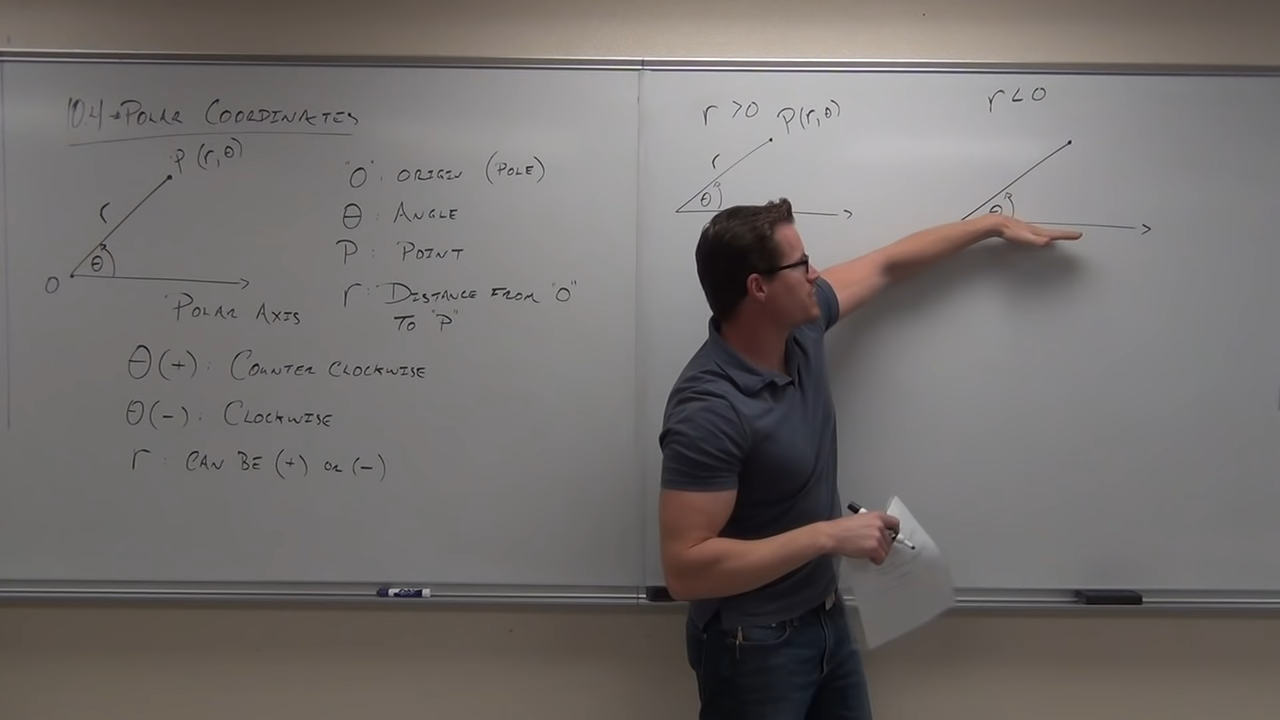 10.4 → POLAR COORDINATES
P (r, θ)
r
θ
O
POLAR AXIS
"O": ORIGIN (POLE)
θ: ANGLE
P: POINT
r: DISTANCE FROM "O"
TO "P"
θ(+): COUNTER CLOCKWISE
θ(-): CLOCKWISE
r: CAN BE (+) OR (-)
r > 0
P(r, θ)
r
θ
r < 0
θ